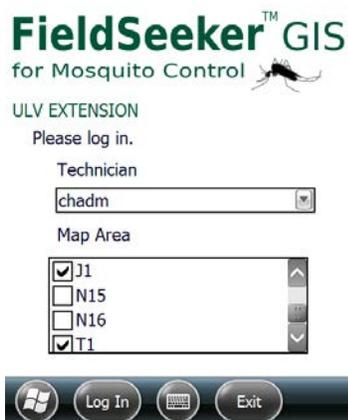 FieldSeeker™ GIS
for Mosquito Control
ULV EXTENSION
Please log in.
Technician
chadm
Map Area
J1
N15
N16
T1
Log In
Exit